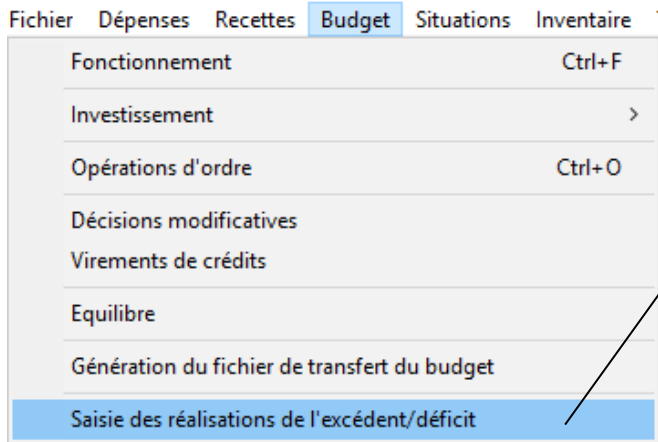 Fichier Dépenses Recettes Budget Situations Inventaire
Fonctionnement Ctrl+F
Investissement >
Opérations d'ordre Ctrl+O
Décisions modificatives
Virements de crédits
Equilibre
Génération du fichier de transfert du budget
Saisie des réalisations de l'excédent/déficit